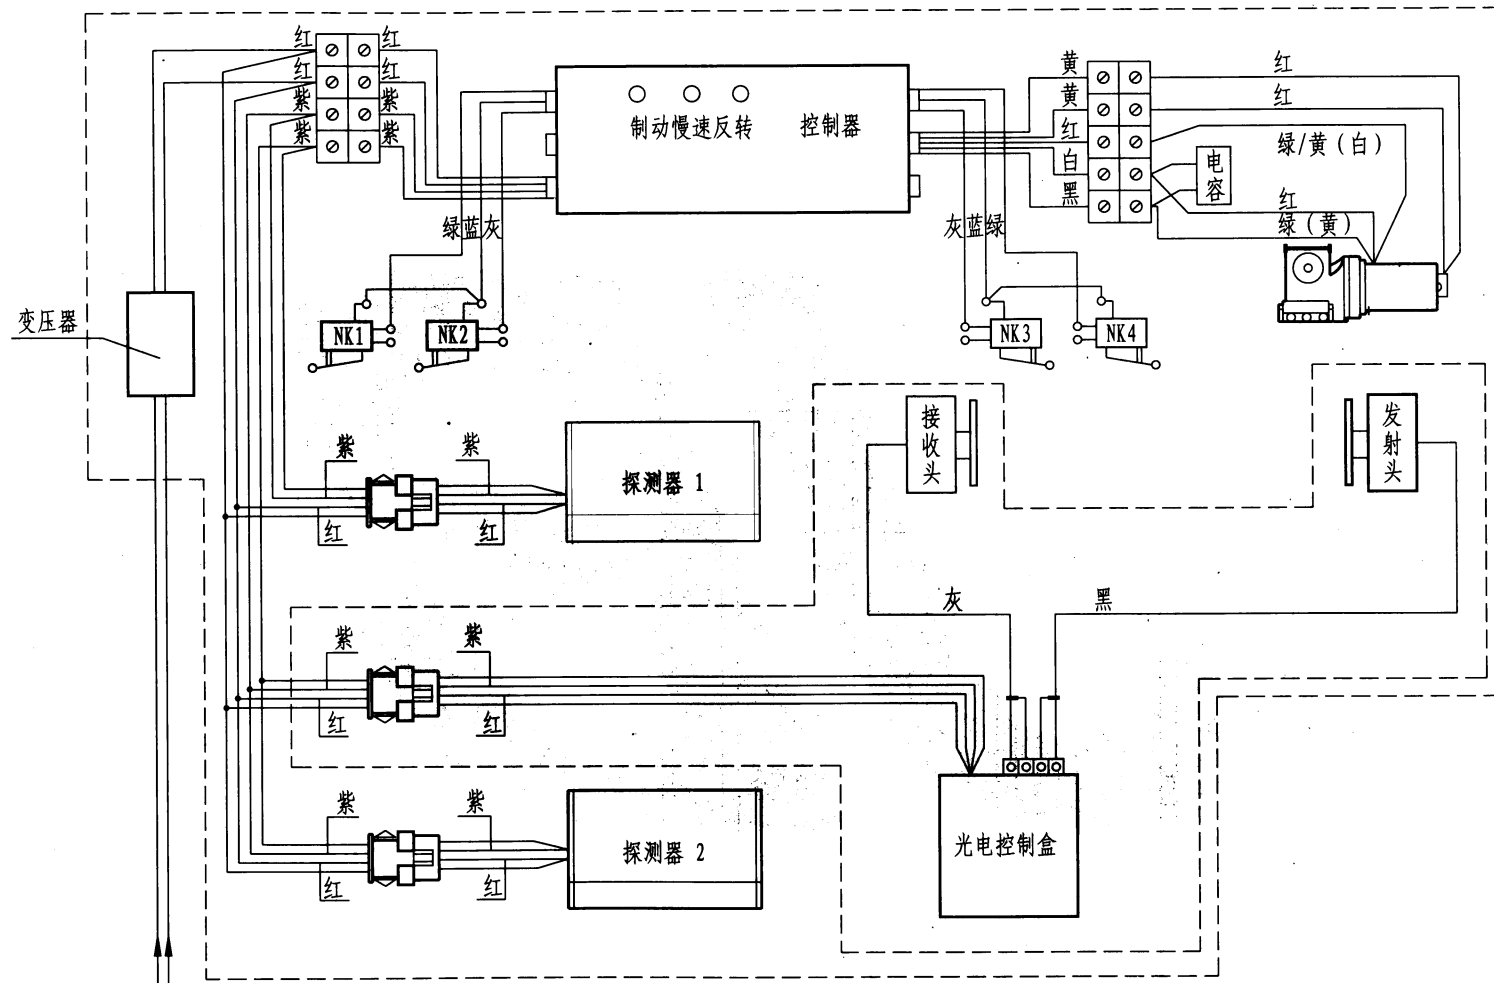 红
红
红
红
紫
紫
紫
紫
制动慢速反转
控制器
黄
黄
红
白
黑
红
红
绿/黄(白)
电容
红
绿(黄)
绿蓝灰
灰蓝绿
变压器
NK1
NK2
NK3
NK4
接收头
发射头
紫
紫
探测器 1
红
红
灰
黑
紫
紫
红
红
紫
紫
探测器 2
光电控制盒
红
红